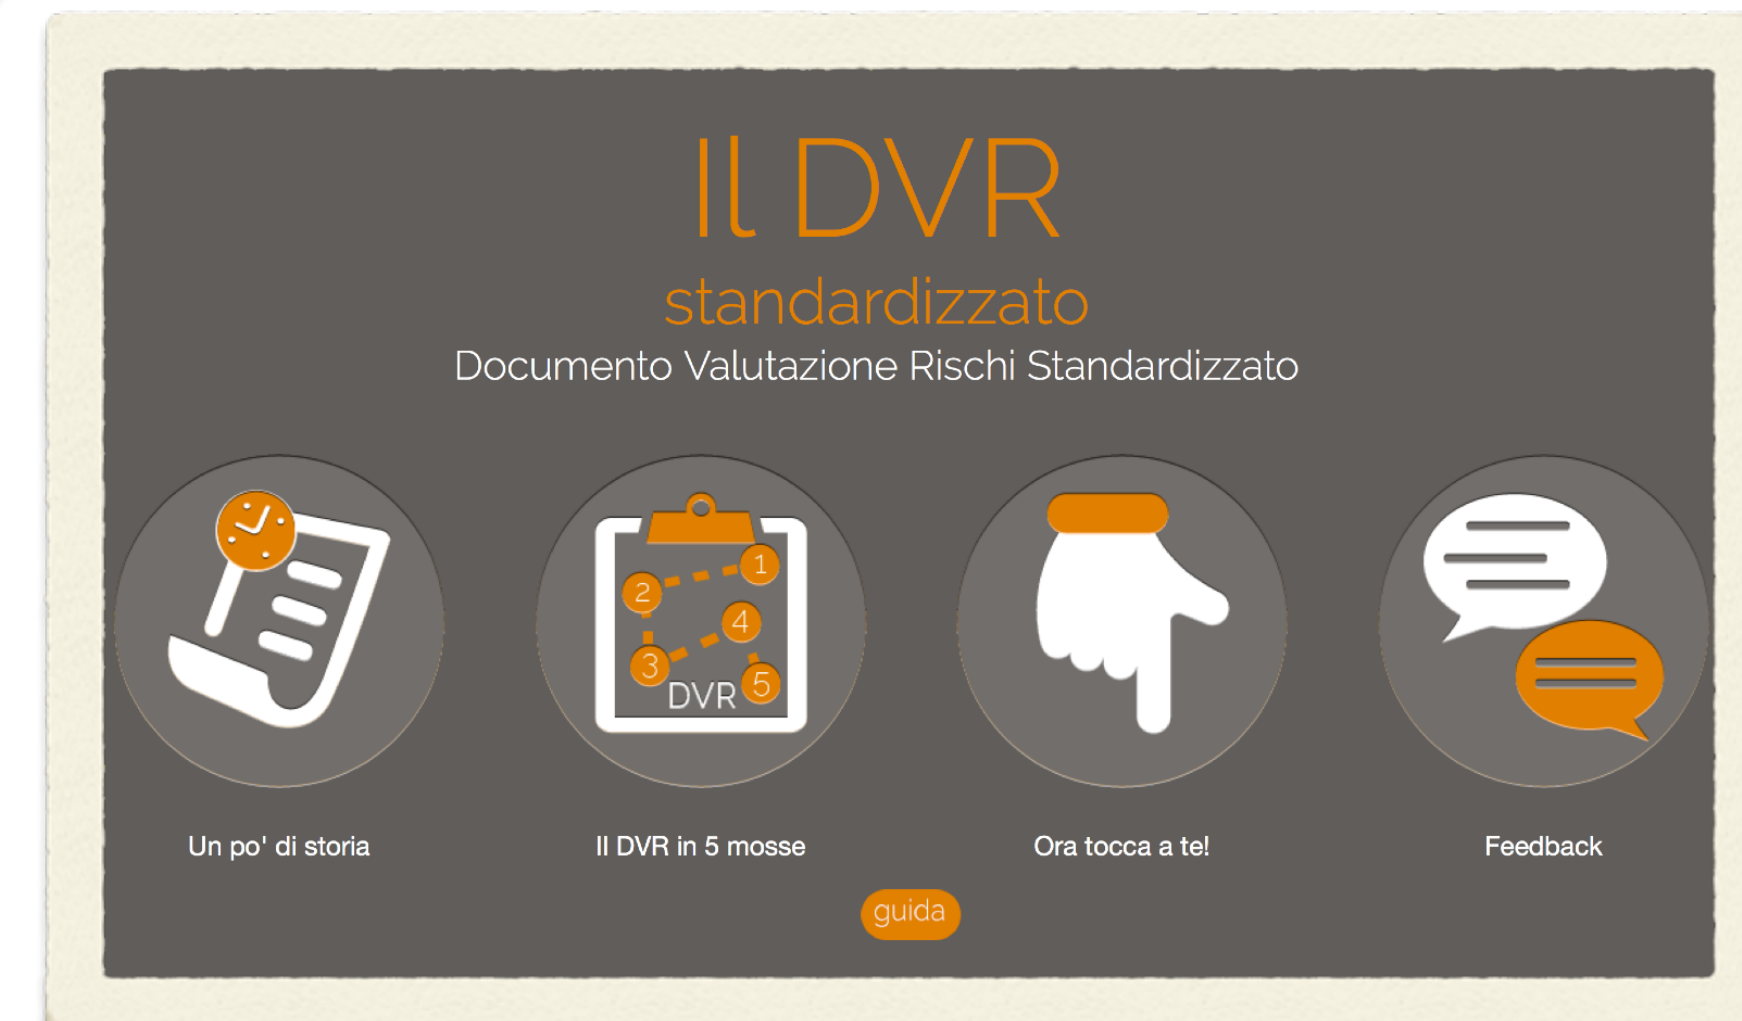 Il DVR
standardizzato
Documento Valutazione Rischi Standardizzato
1
2
4
3
5
DVR
Un po' di storia
Il DVR in 5 mosse
Ora tocca a te!
Feedback
guida